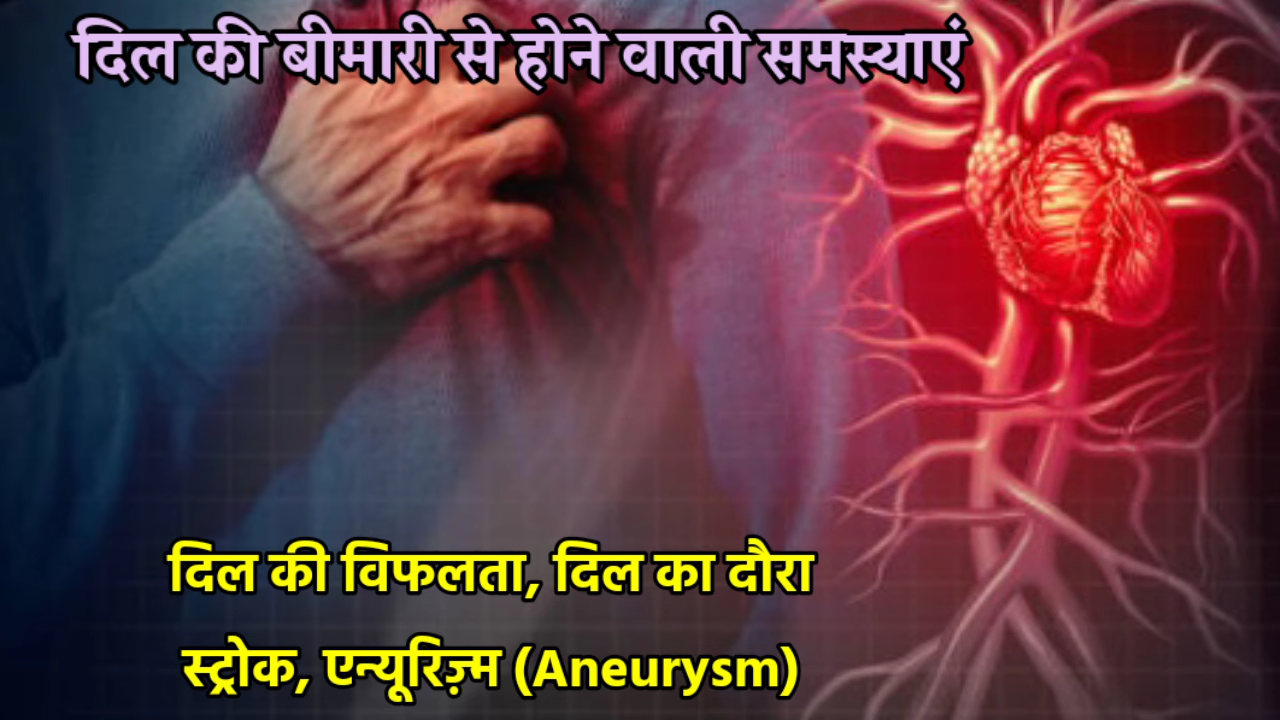 दिल की बीमारी से होने वाली समस्याएं
दिल की विफलता, दिल का दौरा
स्ट्रोक, एन्यूरिज़्म (Aneurysm)